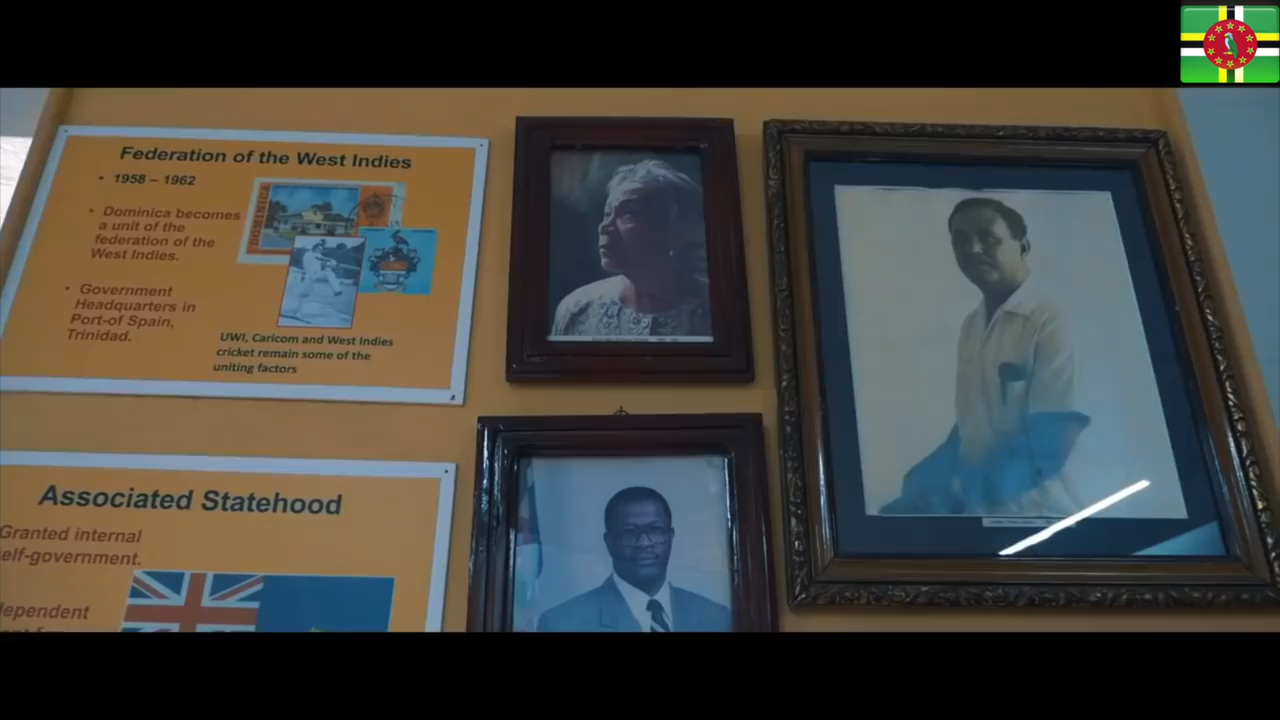 Federation of the West Indies
• 1958 – 1962
• Dominica becomes
a unit of the
federation of the
West Indies.
• Government
Headquarters in
Port-of Spain,
Trinidad.
DOMINICA
UWI, Caricom and West Indies
cricket remain some of the
uniting factors
Associated Statehood
Granted internal
elf-government.
dependent